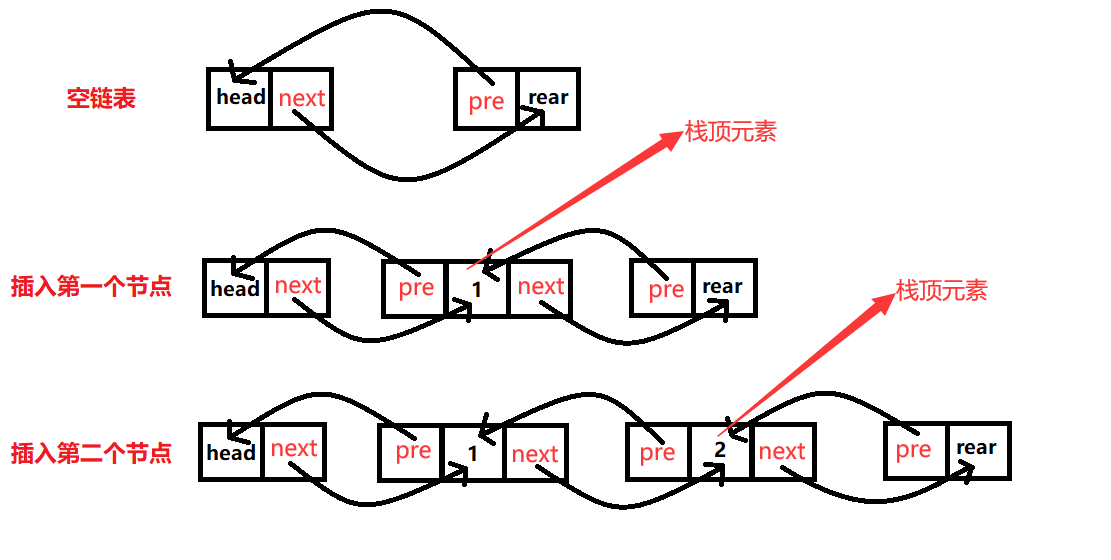 空链表
head next pre rear
栈顶元素
插入第一个节点
head next pre 1 next pre rear
栈顶元素
插入第二个节点
head next pre 1 next pre 2 next pre rear